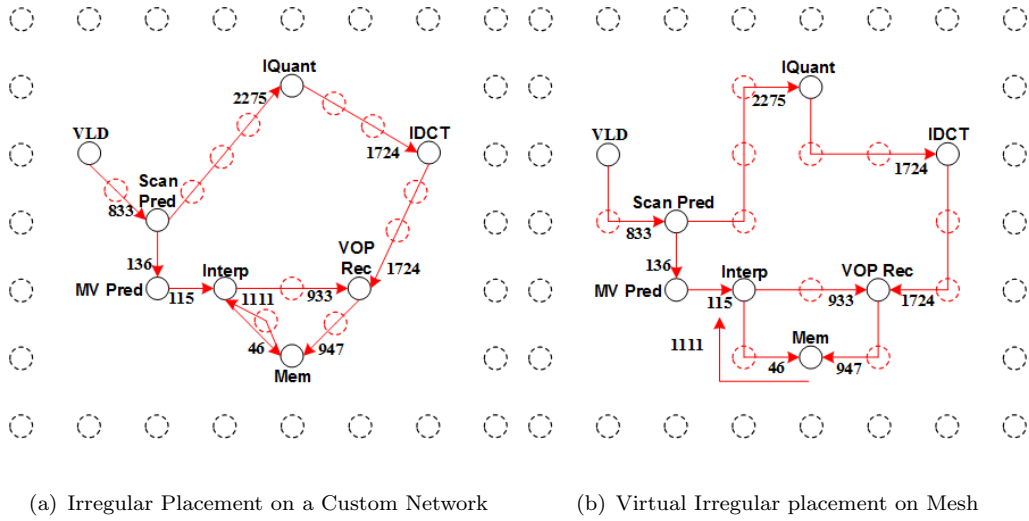 IQuant
2275
VLD
IDCT
1724
Scan
Pred
833
136
Interp
VOP
Rec
1724
MV Pred
115
1111
933
46
947
Mem
IQuant
2275
VLD
IDCT
1724
Scan Pred
833
136
Interp
VOP Rec
MV Pred
115
933
1724
1111
Mem
46
947
(a) Irregular Placement on a Custom Network
(b) Virtual Irregular placement on Mesh